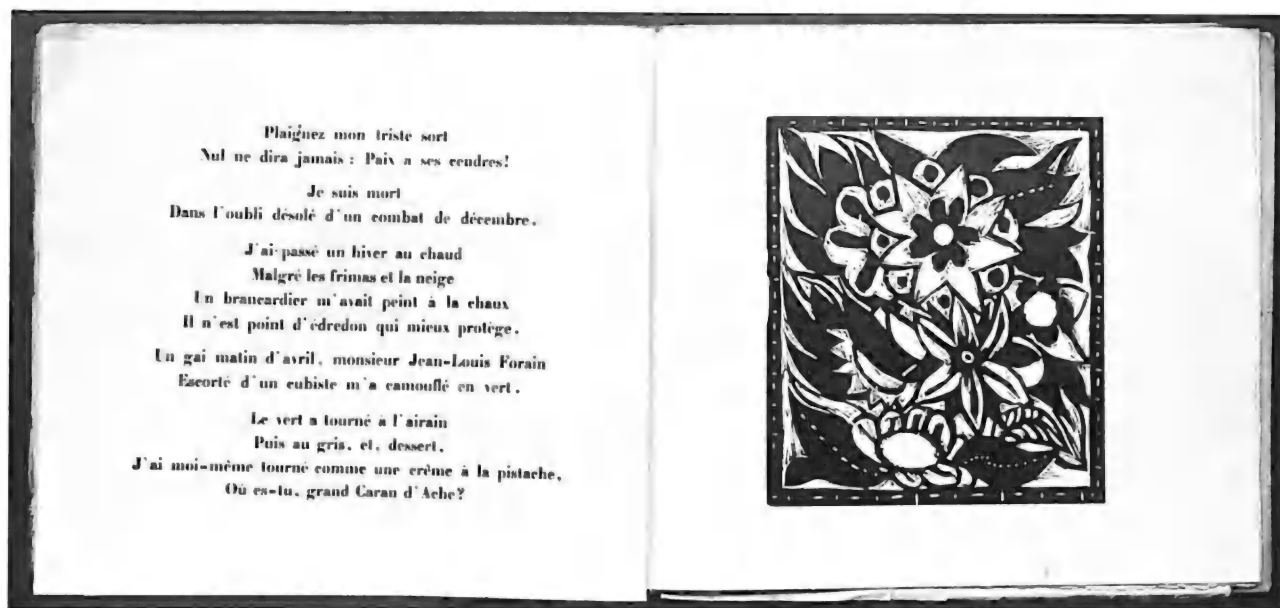 Plaignez mon triste sort
Nul ne dira jamais : Paix a ses cendres!
Je suis mort
Dans l'oubli désolé d'un combat de décembre.
J'ai passé un hiver au chaud
Malgré les frimas et la neige
Un brancardier m'avait peint à la chaux
Il n'est point d'édredon qui mieux protège.
Un gai matin d'avril, monsieur Jean-Louis Forain
Escorté d'un cubiste m'a camouflé en vert.
Le vert a tourné à l'airain
Puis au gris, et, dessert,
J'ai moi-même tourné comme une crème à la pistache,
Où es-tu, grand Caran d'Ache?